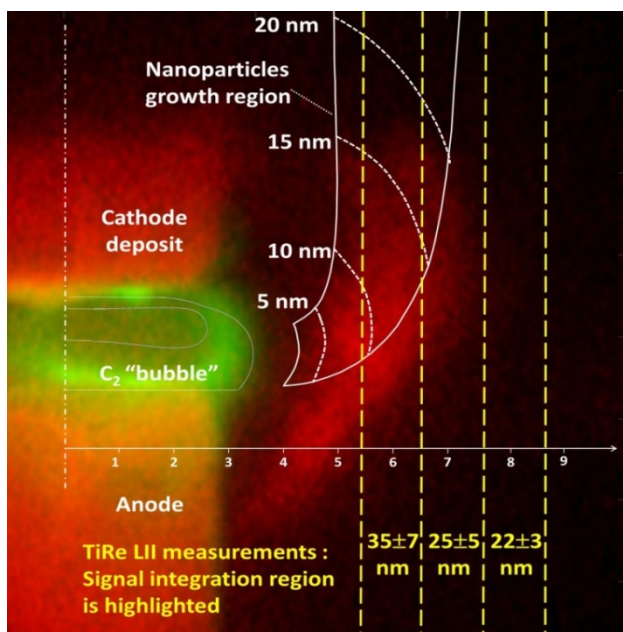 20 nm
Nanoparticles
growth region
15 nm
Cathode
deposit
10 nm
5 nm
C₂ “bubble”
1 2 3 4 5 6 7 8 9
Anode
TiRe LII measurements :
Signal integration region
is highlighted
35±7
nm
25±5
nm
22±3
nm